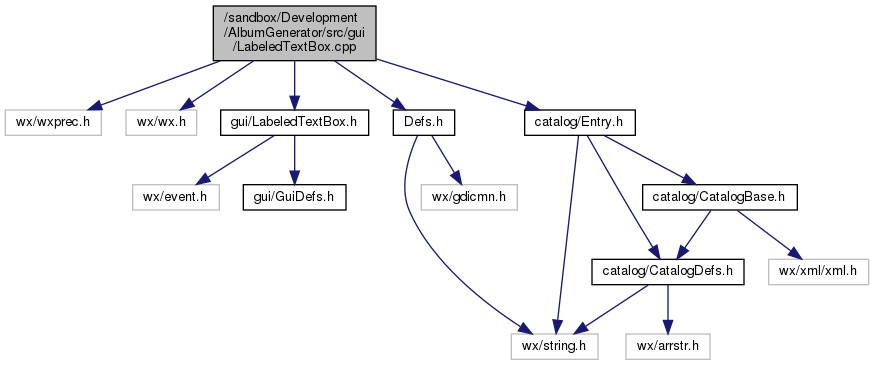 /sandbox/Development
/AlbumGenerator/src/gui
/LabeledTextBox.cpp
wx/wxprec.h
wx/wx.h
gui/LabeledTextBox.h
Defs.h
catalog/Entry.h
wx/event.h
gui/GuiDefs.h
wx/gdicmn.h
catalog/CatalogBase.h
catalog/CatalogDefs.h
wx/xml/xml.h
wx/string.h
wx/arrstr.h